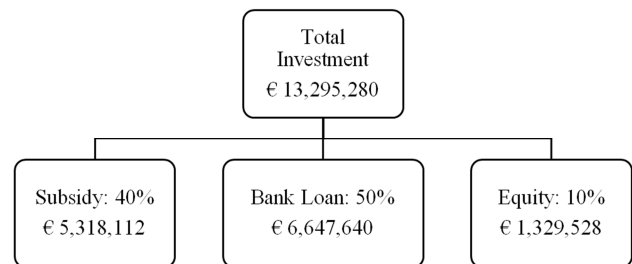 Total
Investment
€ 13,295,280
Subsidy: 40%
€ 5,318,112
Bank Loan: 50%
€ 6,647,640
Equity: 10%
€ 1,329,528